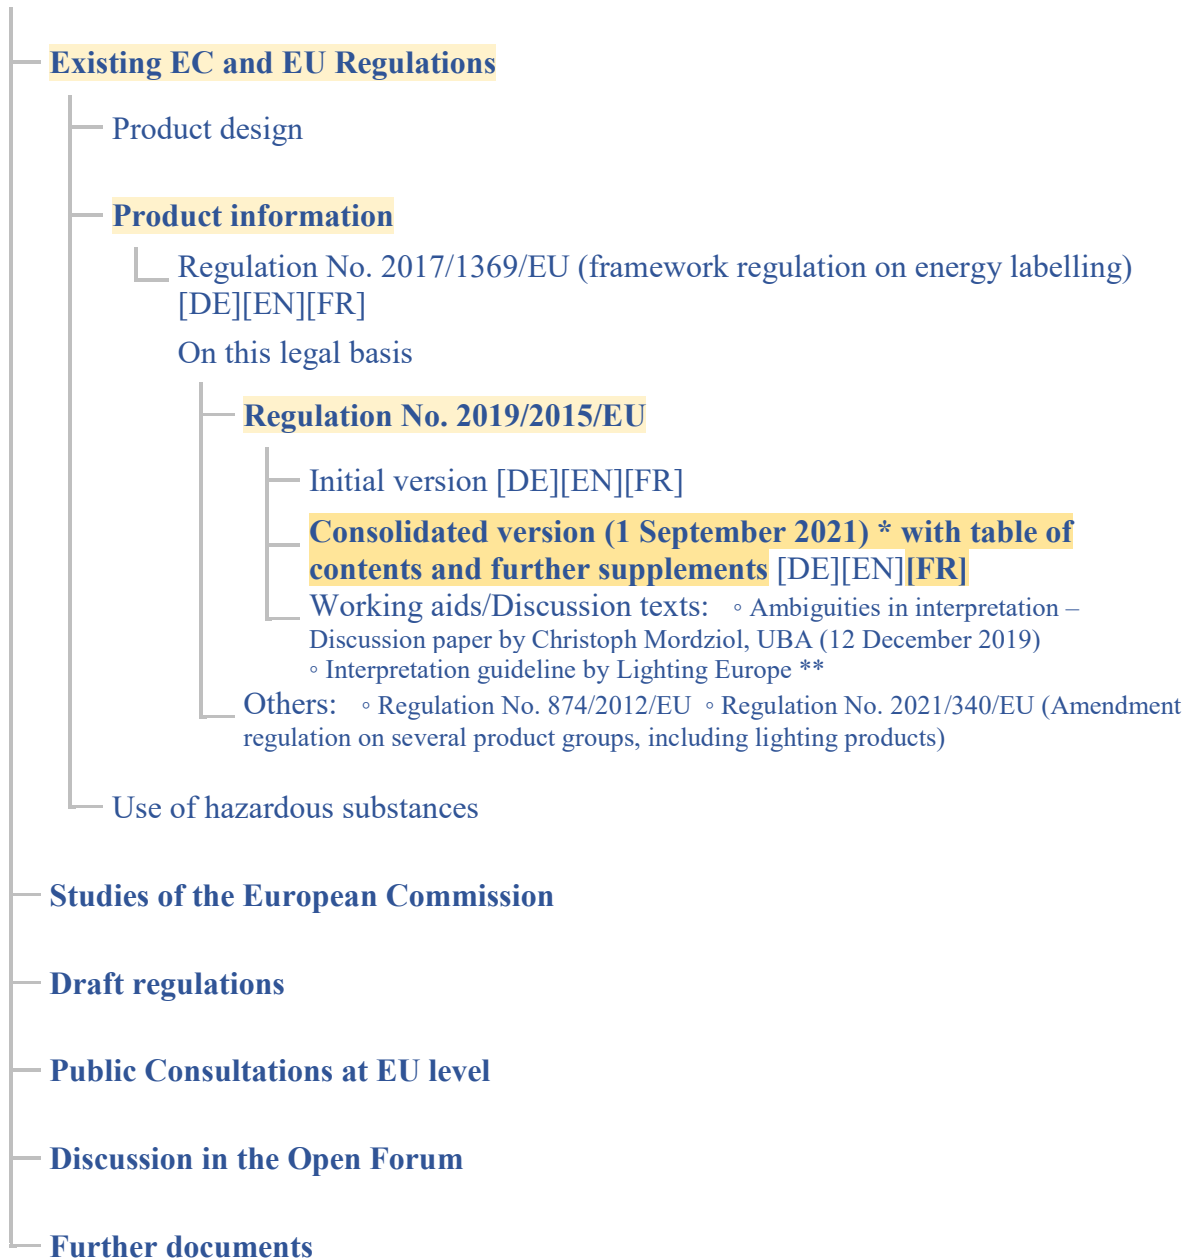 Existing EC and EU Regulations
Product design
Product information
Regulation No. 2017/1369/EU (framework regulation on energy labelling)
[DE][EN][FR]
On this legal basis
Regulation No. 2019/2015/EU
Initial version [DE][EN][FR]
Consolidated version (1 September 2021) * with table of
contents and further supplements [DE][EN][FR]
Working aids/Discussion texts: ◦ Ambiguities in interpretation –
Discussion paper by Christoph Mordziol, UBA (12 December 2019)
◦ Interpretation guideline by Lighting Europe **
Others: ◦ Regulation No. 874/2012/EU ◦ Regulation No. 2021/340/EU (Amendment
regulation on several product groups, including lighting products)
Use of hazardous substances
Studies of the European Commission
Draft regulations
Public Consultations at EU level
Discussion in the Open Forum
Further documents